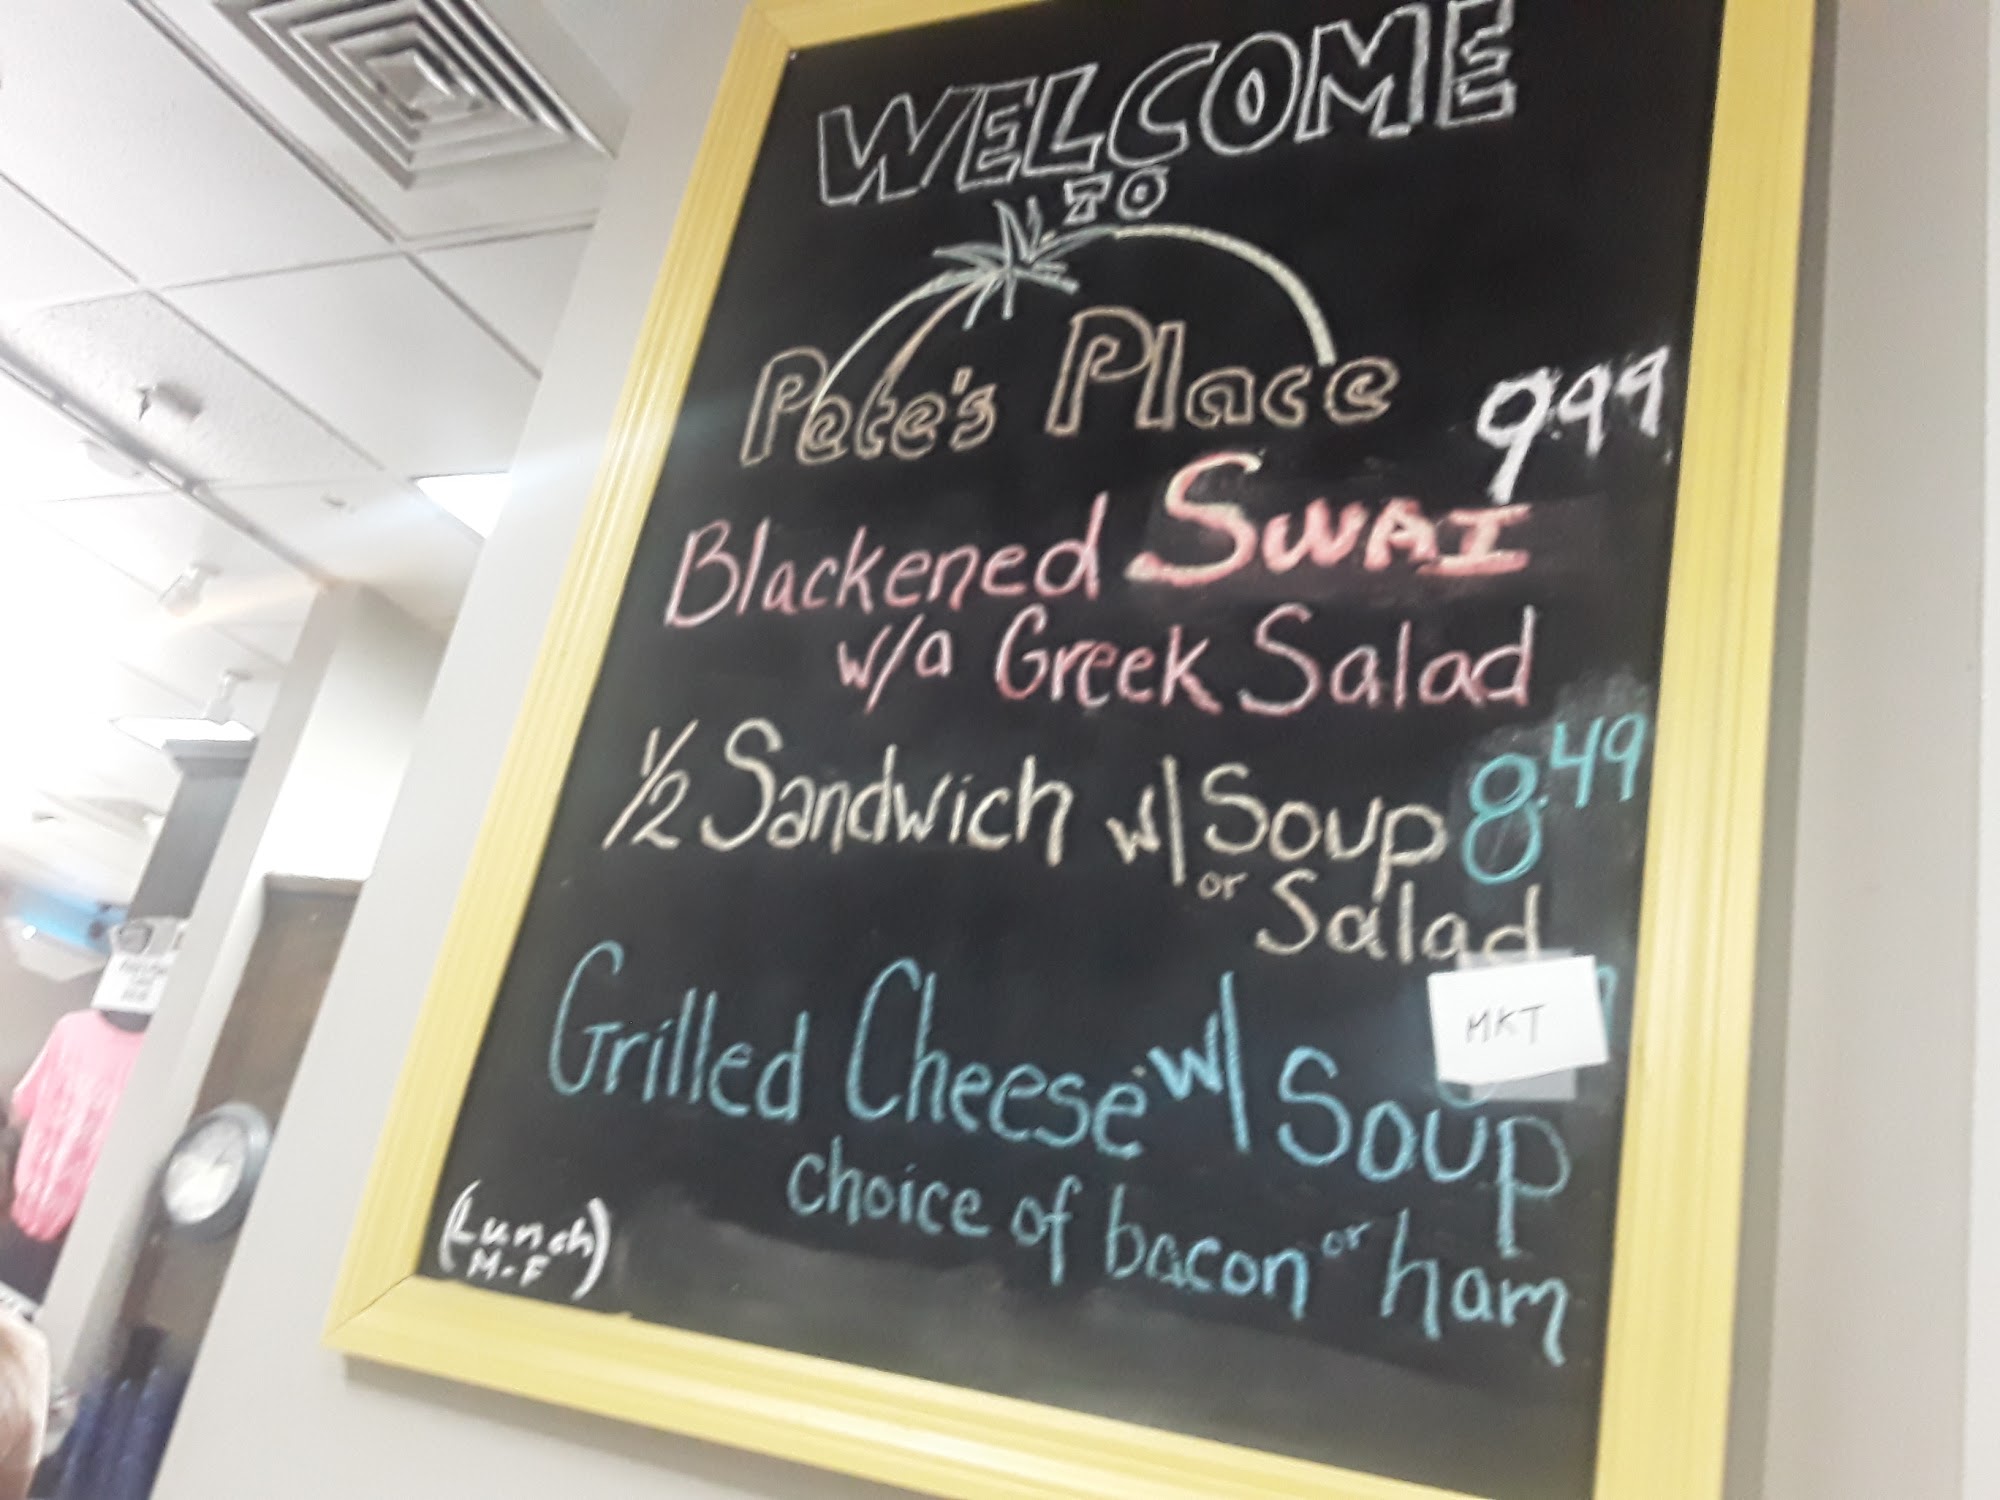 WELCOME
TO
Pete's Place
9.99
Blackened SWAI
w/a Greek Salad
1/2 Sandwich w/ Soup 8.49
or Salad
MKT
Grilled Cheese w/ Soup
choice of bacon or ham
(Lunch
M-F)